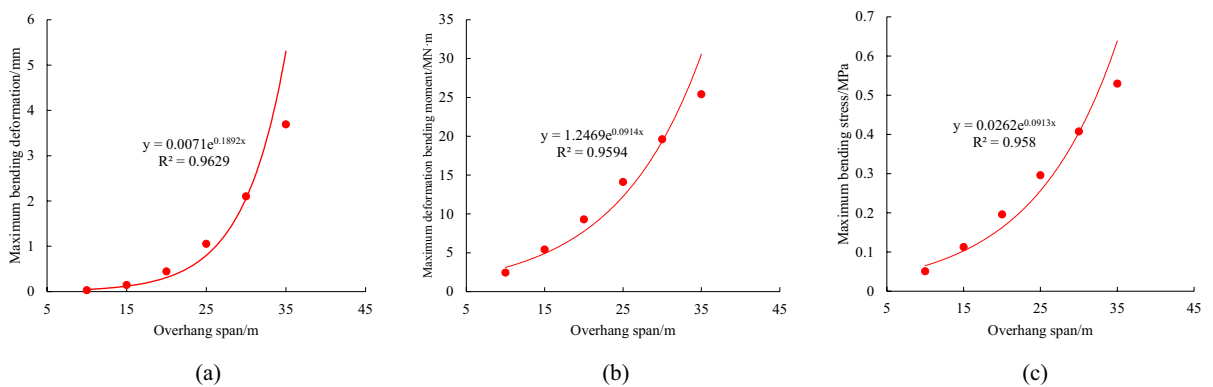 Maximum bending deformation/mm
6
5
4
3
2
1
0
y = 0.0071e^0.1892x
R² = 0.9629
5 15 25 35 45
Overhang span/m
(a)
Maximum deformation bending moment/MN·m
35
30
25
20
15
10
5
0
y = 1.2469e^0.0914x
R² = 0.9594
5 15 25 35 45
Overhang span/m
(b)
Maximum bending stress/MPa
0.7
0.6
0.5
0.4
0.3
0.2
0.1
0
y = 0.0262e^0.0913x
R² = 0.958
5 15 25 35 45
Overhang span/m
(c)